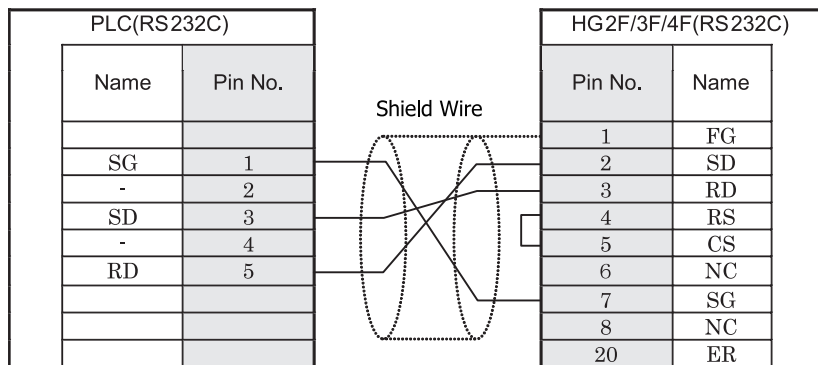 PLC(RS232C) HG2F/3F/4F(RS232C)
Name Pin No. Pin No. Name
Shield Wire
1 FG
SG 1 2 SD
- 2 3 RD
SD 3 4 RS
- 4 5 CS
RD 5 6 NC
7 SG
8 NC
20 ER